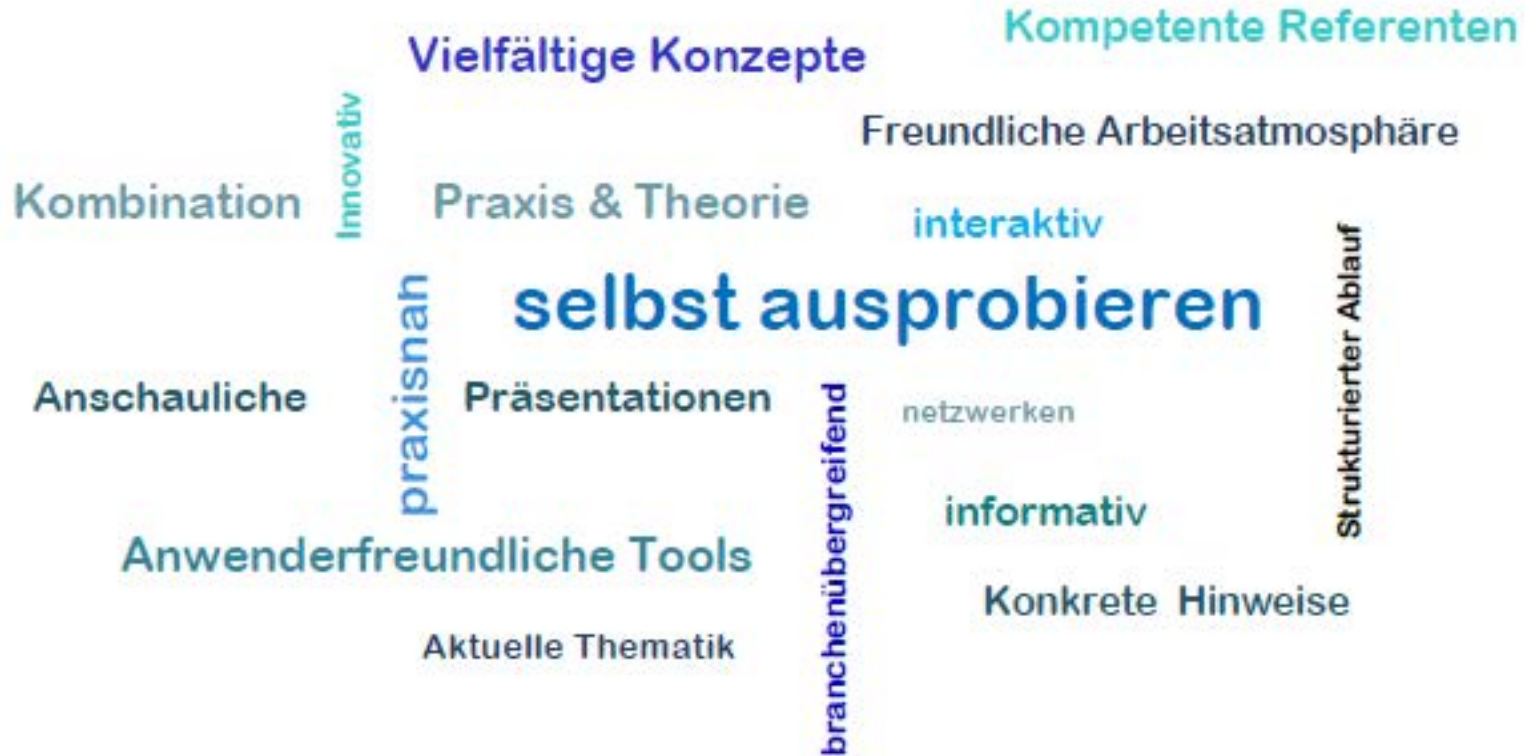 Kompetente Referenten
Vielfältige Konzepte
Innovativ
Freundliche Arbeitsatmosphäre
Kombination
Praxis & Theorie
interaktiv
Strukturierter Ablauf
selbst ausprobieren
praxisnah
Anschauliche
Präsentationen
branchenübergreifend
netzwerken
informativ
Anwenderfreundliche Tools
Konkrete Hinweise
Aktuelle Thematik